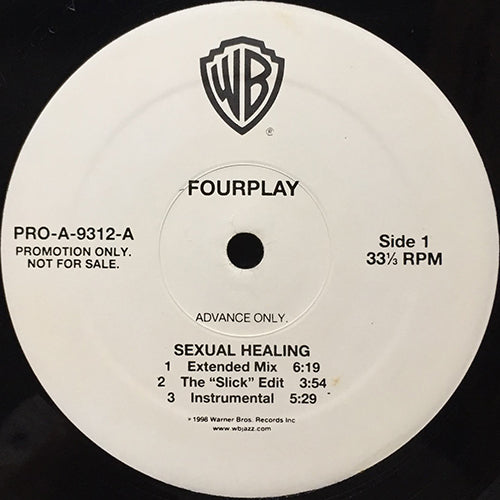 WB
®
FOURPLAY
PRO-A-9312-A
PROMOTION ONLY.
NOT FOR SALE.
Side 1
33⅓ RPM
ADVANCE ONLY.
SEXUAL HEALING
1 Extended Mix 6:19
2 The "Slick" Edit 3:54
3 Instrumental 5:29
℗ 1998 Warner Bros. Records Inc
www.wbjazz.com